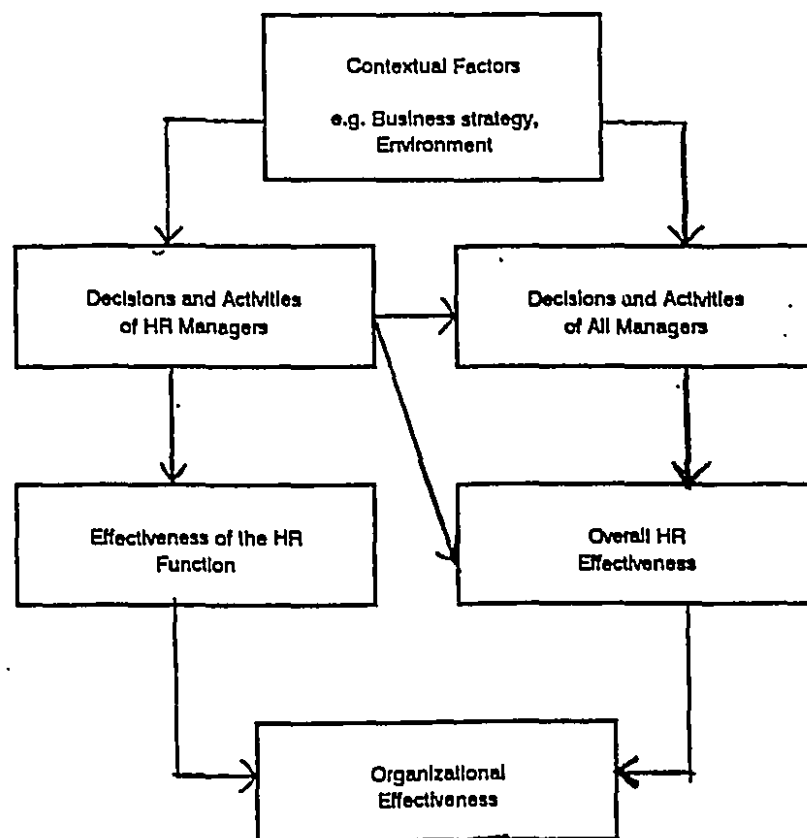 Contextual Factors
e.g. Business strategy,
Environment
Decisions and Activities
of HR Managers
Decisions and Activities
of All Managers
Effectiveness of the HR
Function
Overall HR
Effectiveness
Organizational
Effectiveness